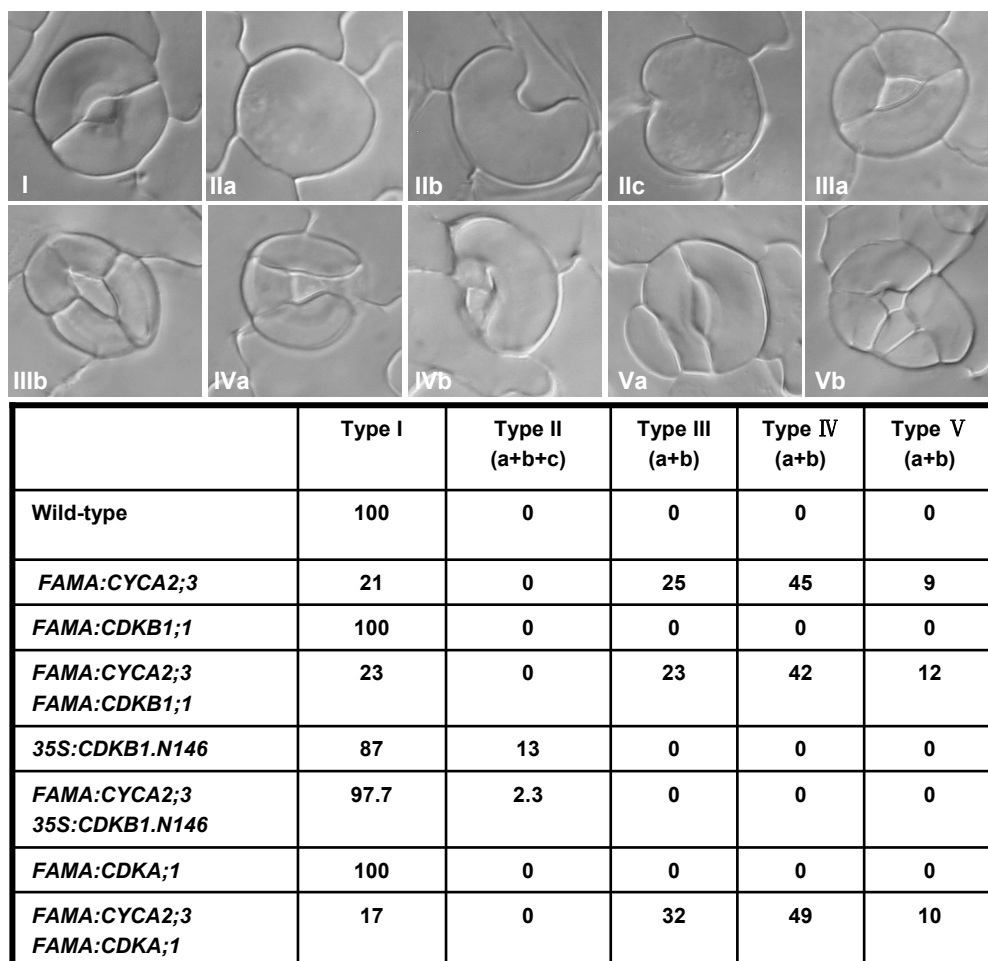 I
IIa
IIb
IIc
IIIa
IIIb
IVa
IVb
Va
Vb
Type I Type II Type III Type Ⅳ Type Ⅴ
(a+b+c) (a+b) (a+b) (a+b)
Wild-type 100 0 0 0 0
FAMA:CYCA2;3 21 0 25 45 9
FAMA:CDKB1;1 100 0 0 0 0
FAMA:CYCA2;3 23 0 23 42 12
FAMA:CDKB1;1
35S:CDKB1.N146 87 13 0 0 0
FAMA:CYCA2;3 97.7 2.3 0 0 0
35S:CDKB1.N146
FAMA:CDKA;1 100 0 0 0 0
FAMA:CYCA2;3 17 0 32 49 10
FAMA:CDKA;1